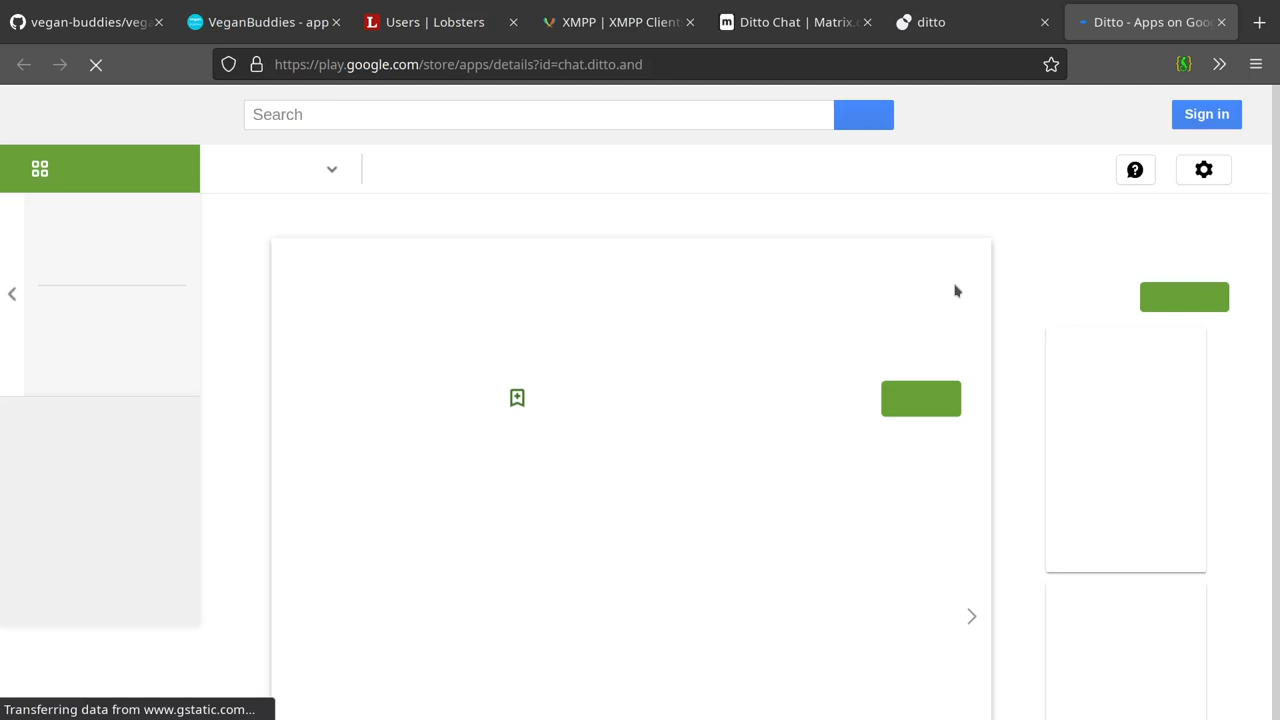 vegan-buddies/vega
VeganBuddies - app
Users | Lobsters
XMPP | XMPP Client
Ditto Chat | Matrix.o
ditto
Ditto - Apps on Goo
https://play.google.com/store/apps/details?id=chat.ditto.and
Search
Sign in
Transferring data from www.gstatic.com...